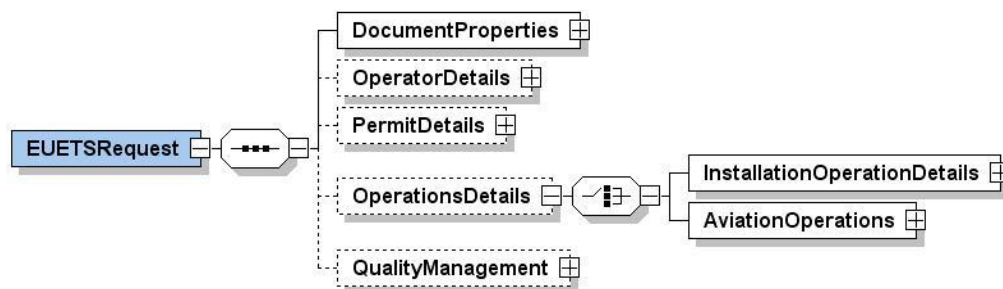 DocumentProperties
OperatorDetails
PermitDetails
EUETSRequest
OperationsDetails
InstallationOperationDetails
AviationOperations
QualityManagement